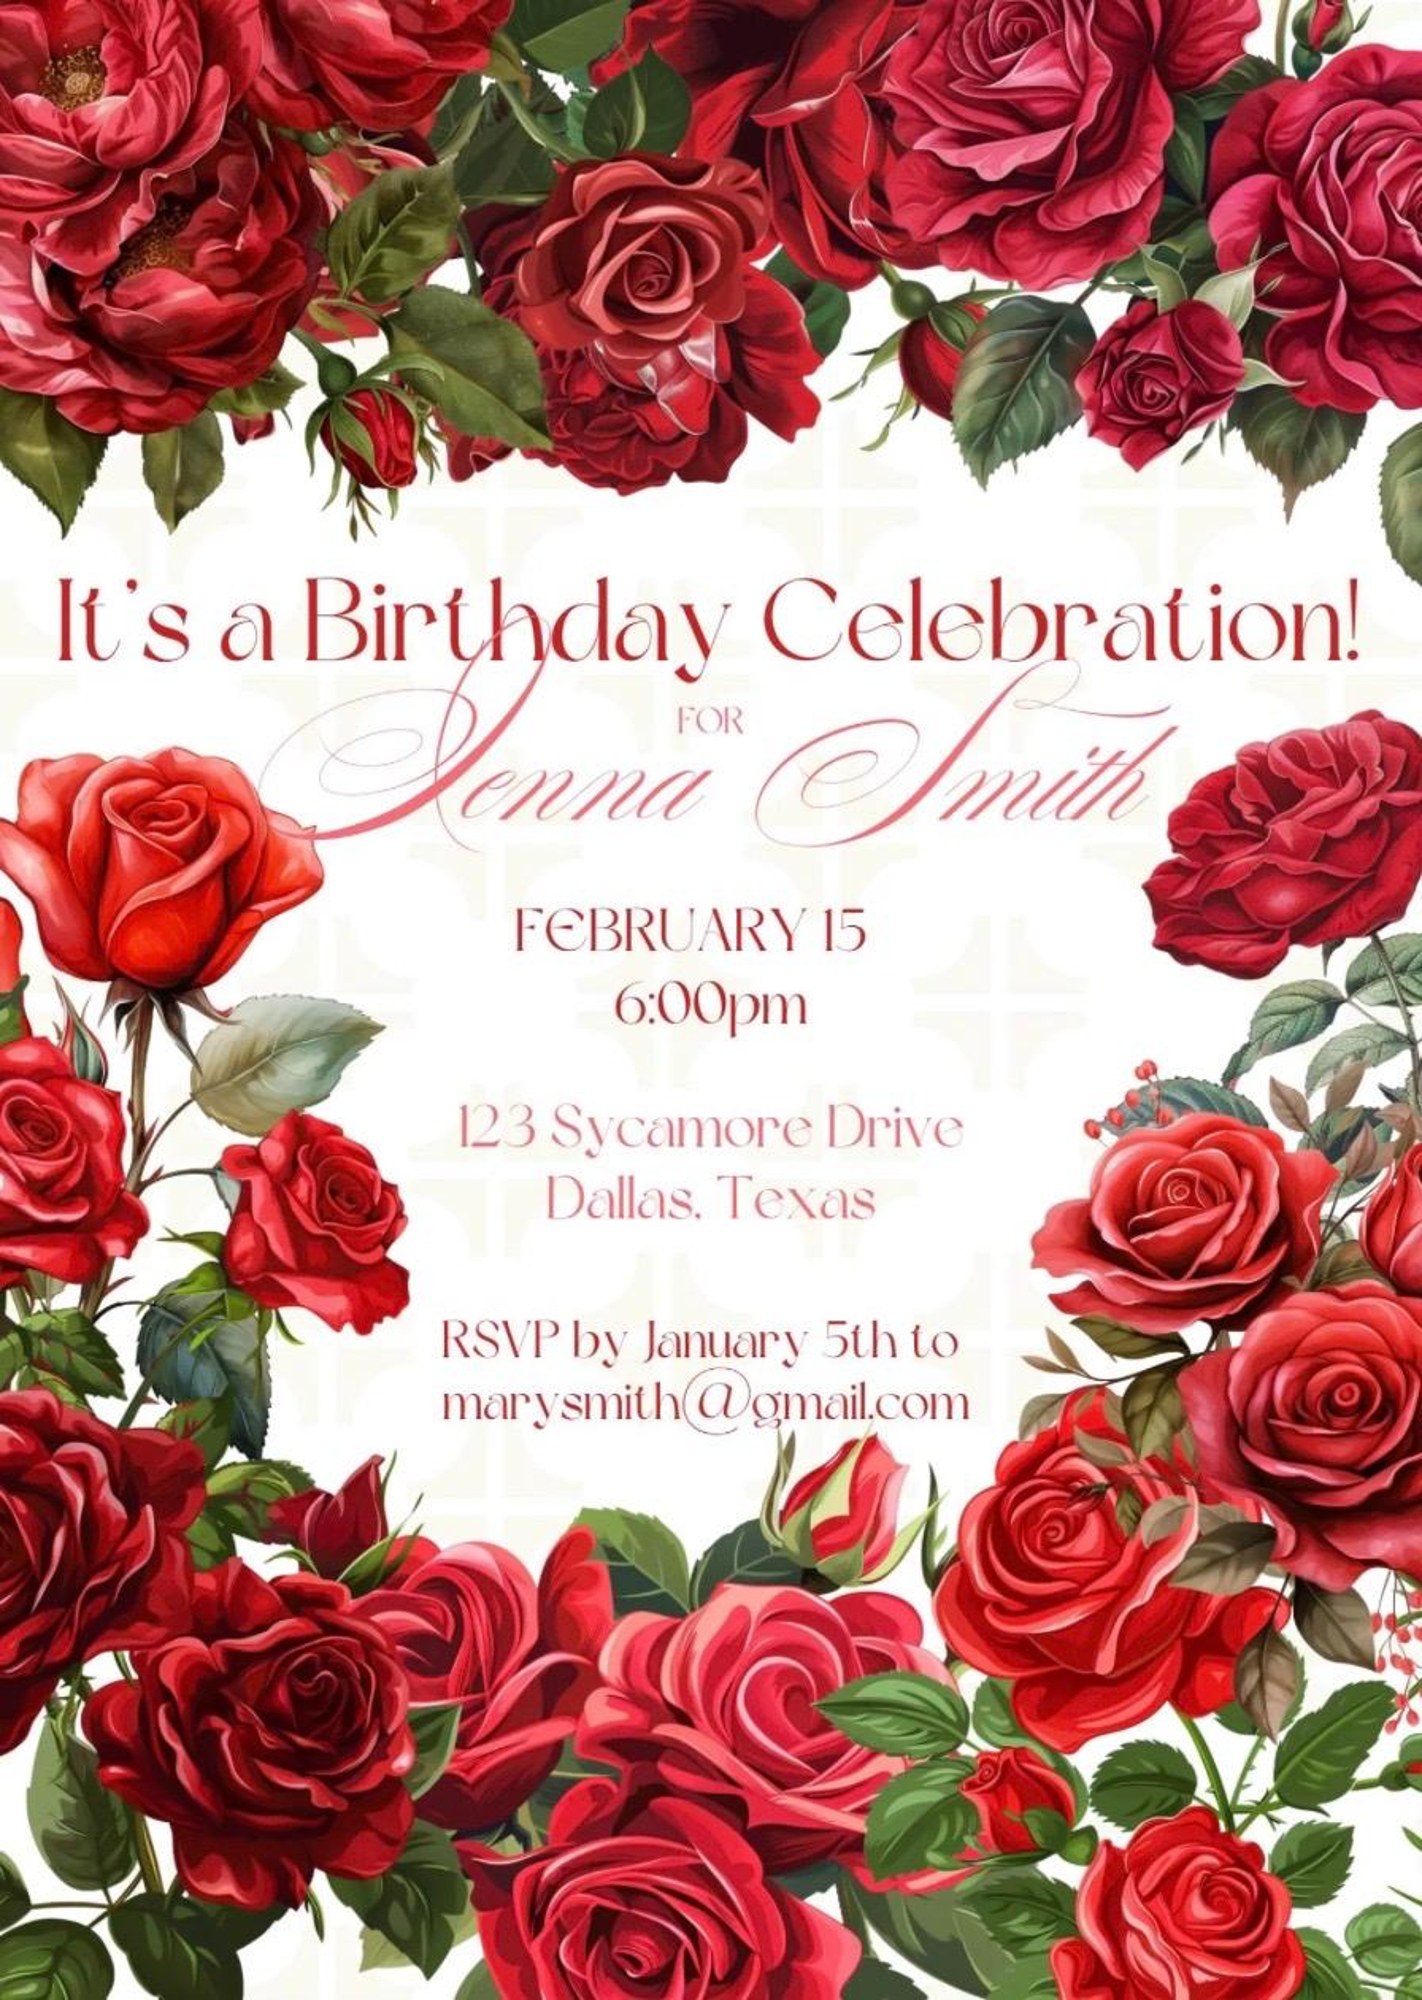 It's a Birthday Celebration!
FOR
Jenna Smith
FEBRUARY 15
6:00pm
123 Sycamore Drive
Dallas, Texas
RSVP by January 5th to
marysmith@gmail.com